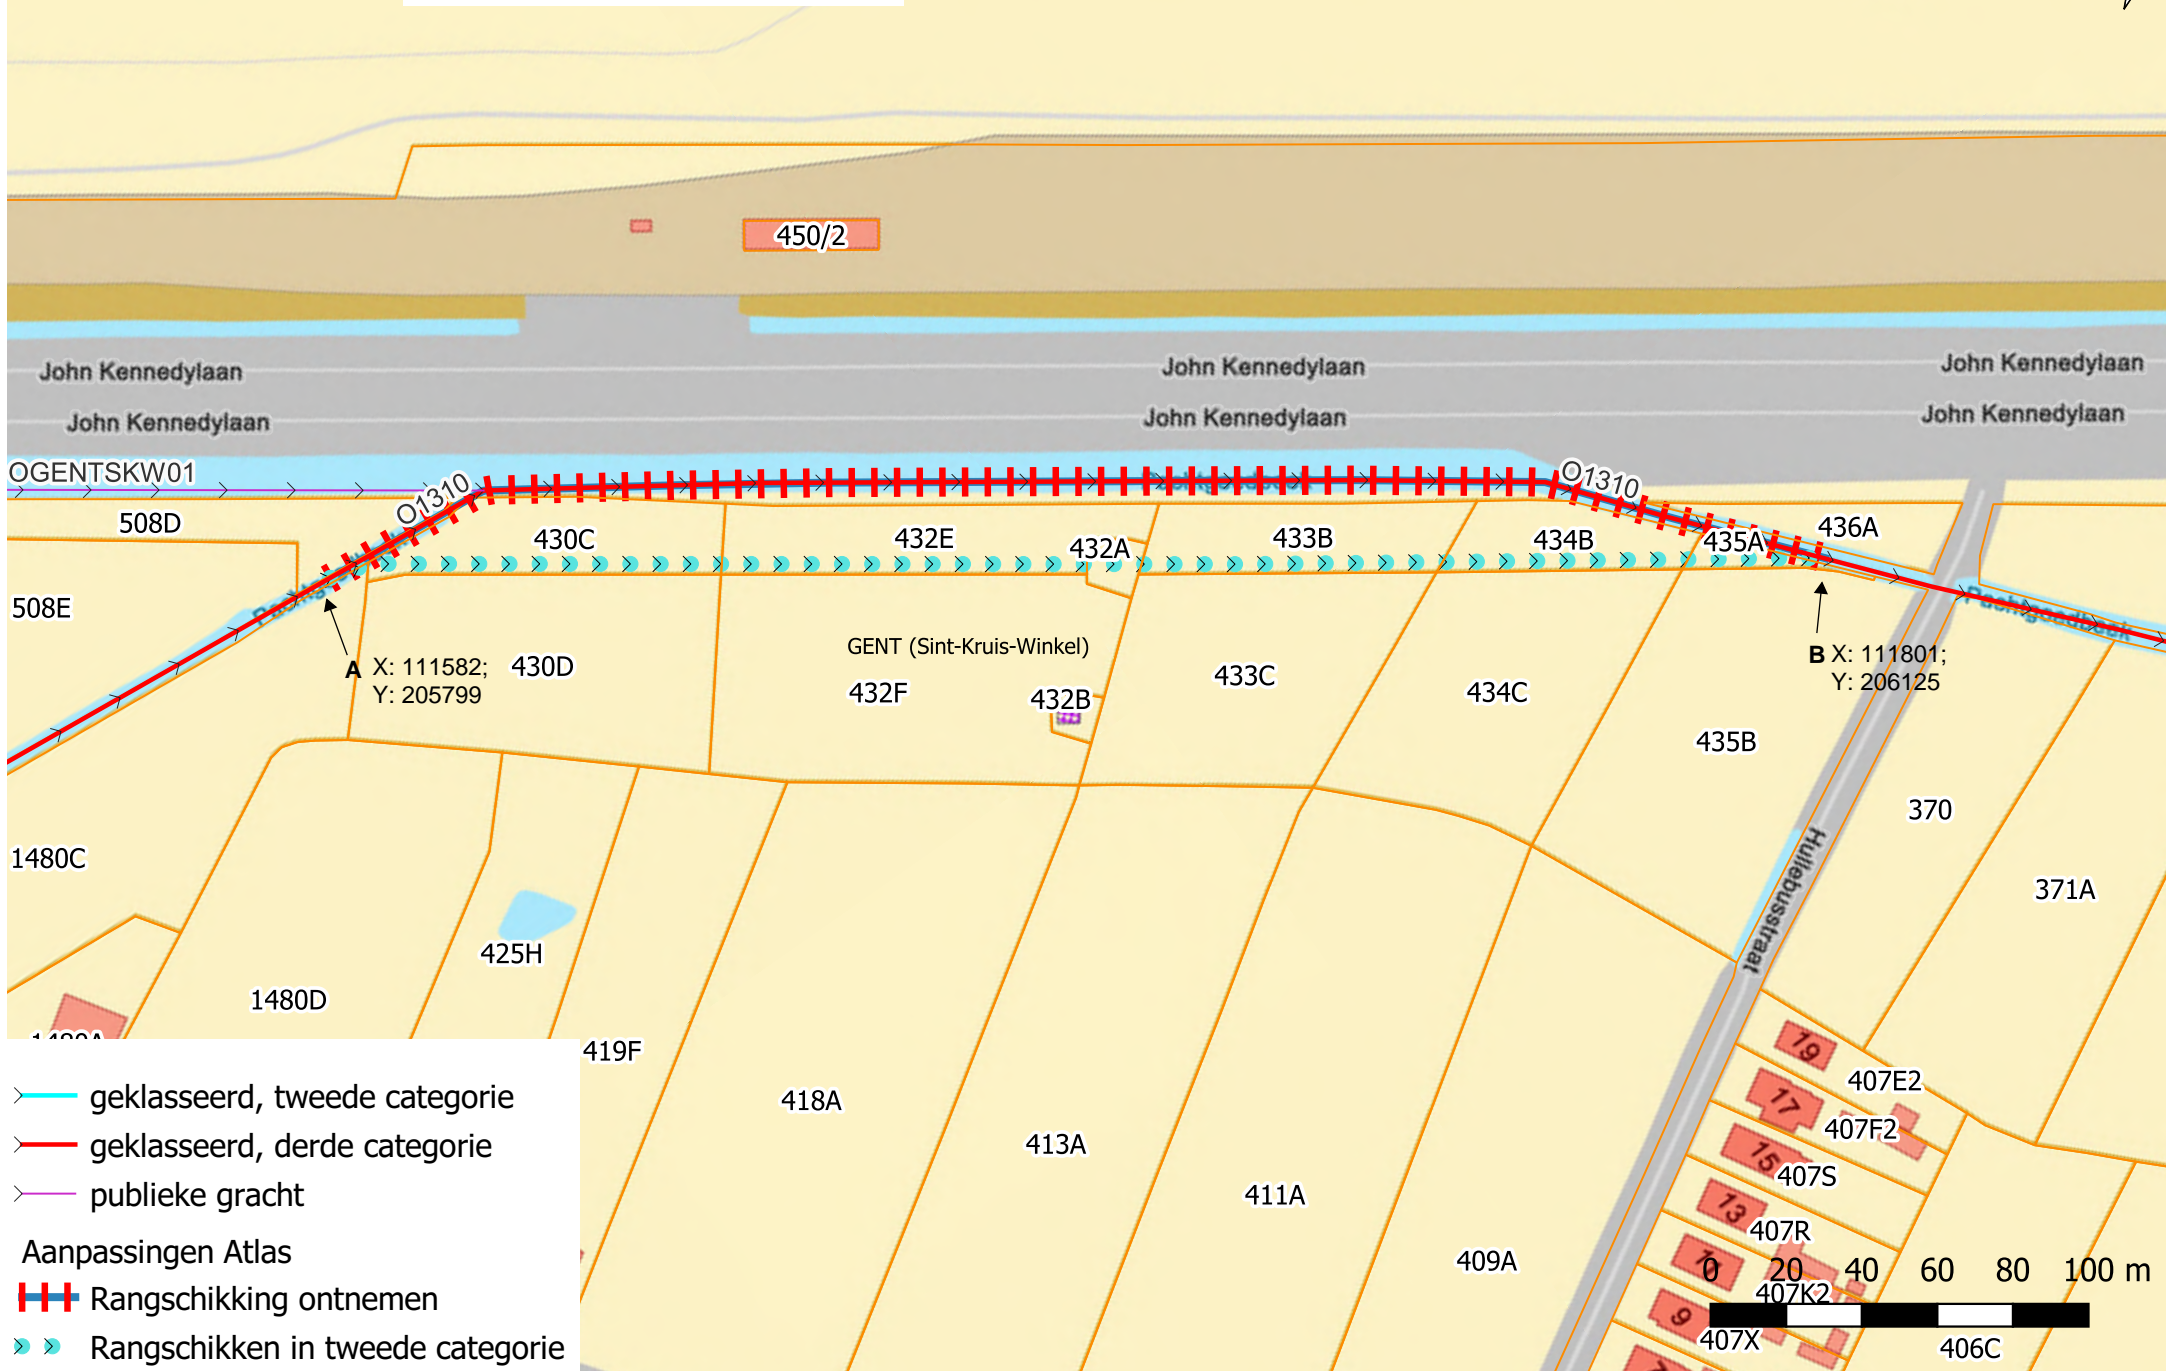 450/2
John Kennedylaan
John Kennedylaan
John Kennedylaan
John Kennedylaan
John Kennedylaan
John Kennedylaan
OGENTSKW01
O1310
O1310
508D
430C
432E
432A
433B
434B
435A
436A
508E
Pachtgoedbeek
GENT (Sint-Kruis-Winkel)
A X: 111582;
Y: 205799
B X: 111801;
Y: 206125
430D
432F
432B
433C
434C
435B
370
371A
1480C
Hullebusstraat
425H
1480D
1480A
419F
418A
413A
411A
409A
19
407E2
17
407F2
15
407S
13
407R
407K2
9
407X
406C
0 20 40 60 80 100 m
geklasseerd, tweede categorie
geklasseerd, derde categorie
publieke gracht
Aanpassingen Atlas
Rangschikking ontnemen
Rangschikken in tweede categorie